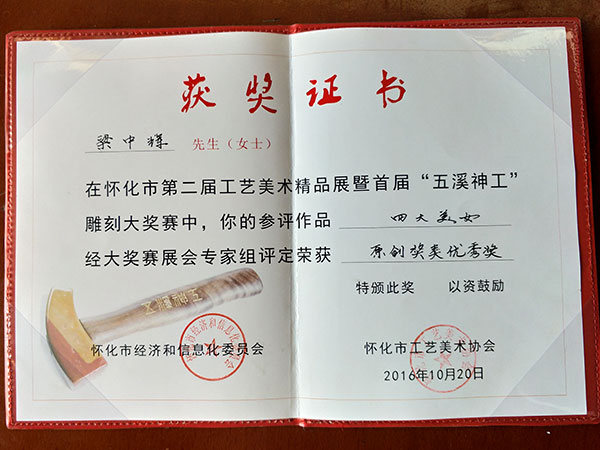 获奖证书
梁中辉 先生（女士）
在怀化市第二届工艺美术精品展暨首届“五溪神工”
雕刻大奖赛中，你的参评作品 四大美女
经大奖赛展会专家组评定荣获 原创奖类优秀奖
特颁此奖 以资鼓励
五溪神工
怀化市经济和信息化委员会
怀化市工艺美术协会
2016年10月20日